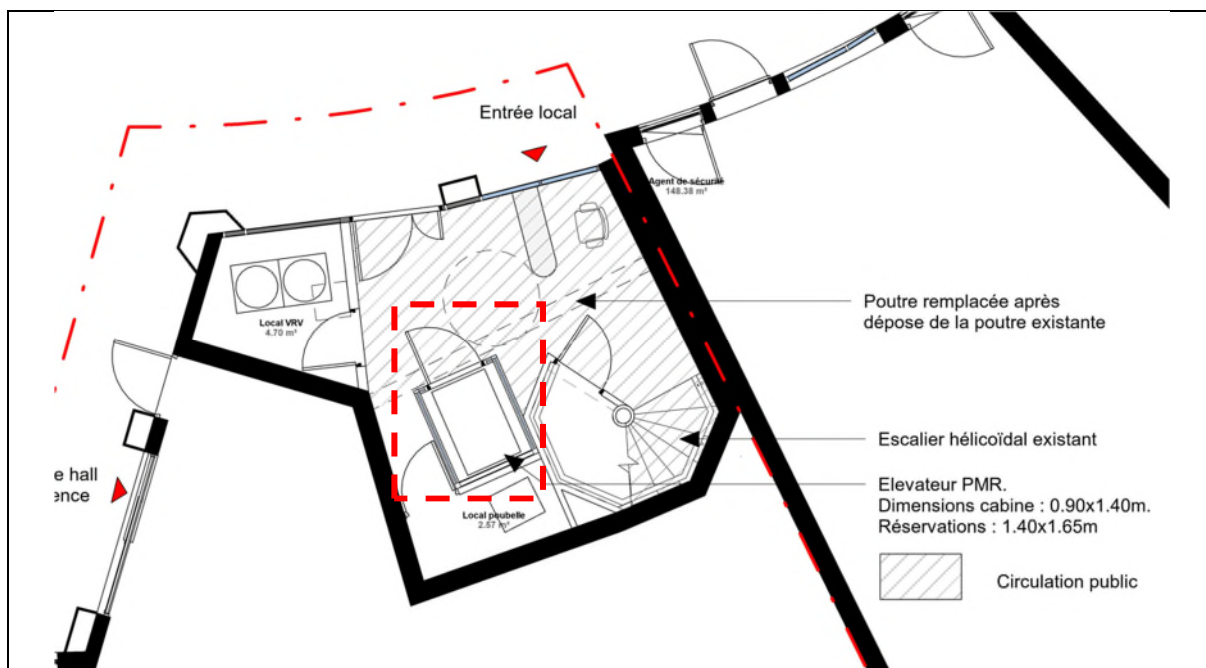 Entrée local
Agent de sécurité
148.38 m²
Local VRV
4.70 m²
Poutre remplacée après
dépose de la poutre existante
Escalier hélicoïdal existant
e hall
ence
Elevateur PMR.
Dimensions cabine : 0.90x1.40m.
Réservations : 1.40x1.65m
Local poubelle
2.57 m²
Circulation public